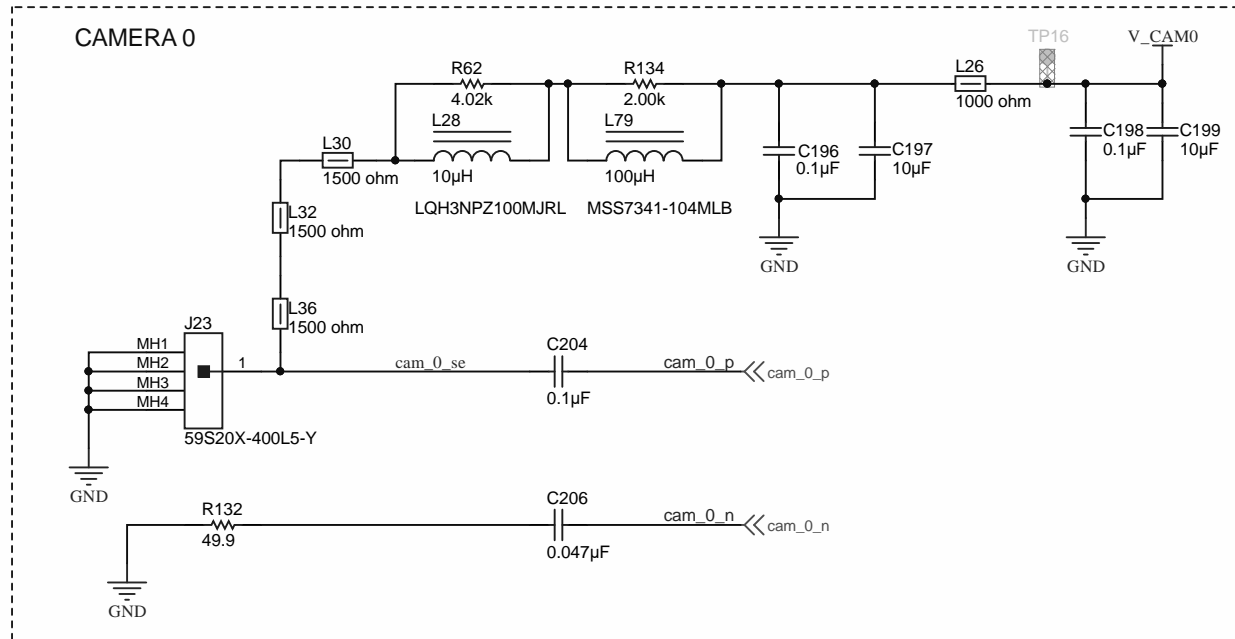 CAMERA 0
TP16
V_CAM0
R62
4.02k
R134
2.00k
L26
1000 ohm
L28
10µH
L79
100µH
L30
1500 ohm
C196
0.1µF
C197
10µF
C198
0.1µF
C199
10µF
LQH3NPZ100MJRL
MSS7341-104MLB
L32
1500 ohm
GND
GND
L36
1500 ohm
J23
MH1
MH2
MH3
MH4
1
cam_0_se
C204
0.1µF
cam_0_p
cam_0_p
59S20X-400L5-Y
GND
R132
49.9
C206
0.047µF
cam_0_n
cam_0_n
GND